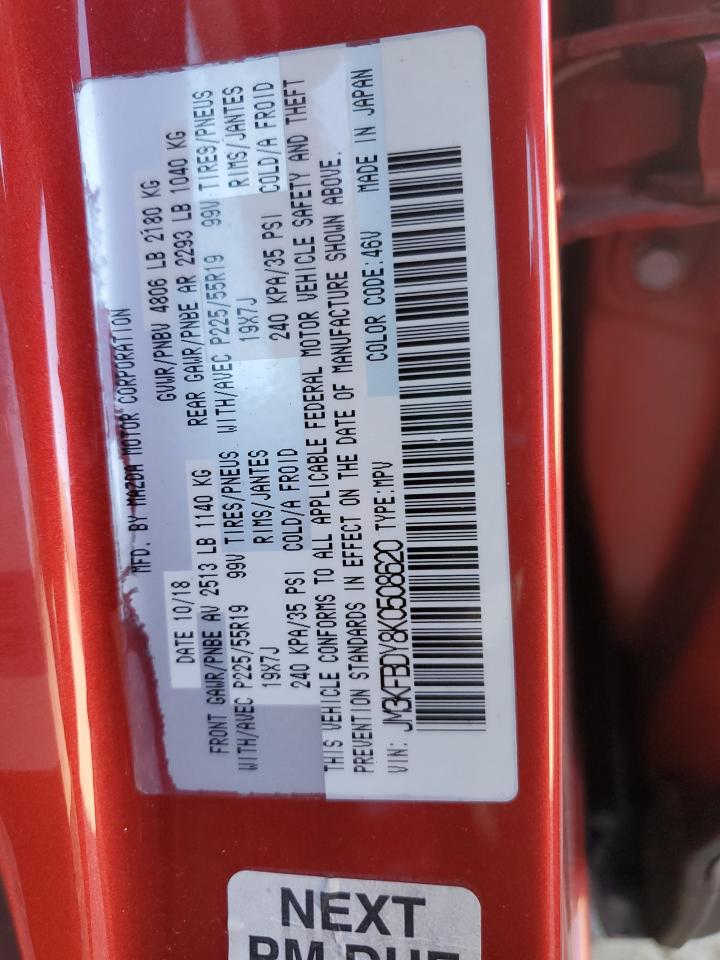 MFD. BY MAZDA MOTOR CORPORATION
DATE 10/18 GVWR/PNBV 4806 LB 2180 KG
FRONT GAWR/PNBE AV 2513 LB 1140 KG REAR GAWR/PNBE AR 2293 LB 1040 KG
WITH/AVEC P225/55R19 99V TIRES/PNEUS WITH/AVEC P225/55R19 99V TIRES/PNEUS
19X7J RIMS/JANTES 19X7J RIMS/JANTES
240 KPA/35 PSI COLD/A FROID 240 KPA/35 PSI COLD/A FROID
THIS VEHICLE CONFORMS TO ALL APPLICABLE FEDERAL MOTOR VEHICLE SAFETY AND THEFT
PREVENTION STANDARDS IN EFFECT ON THE DATE OF MANUFACTURE SHOWN ABOVE.
VIN: JM3KFBDY8K0508620 TYPE:MPV COLOR CODE:46V MADE IN JAPAN
NEXT
PM DUE